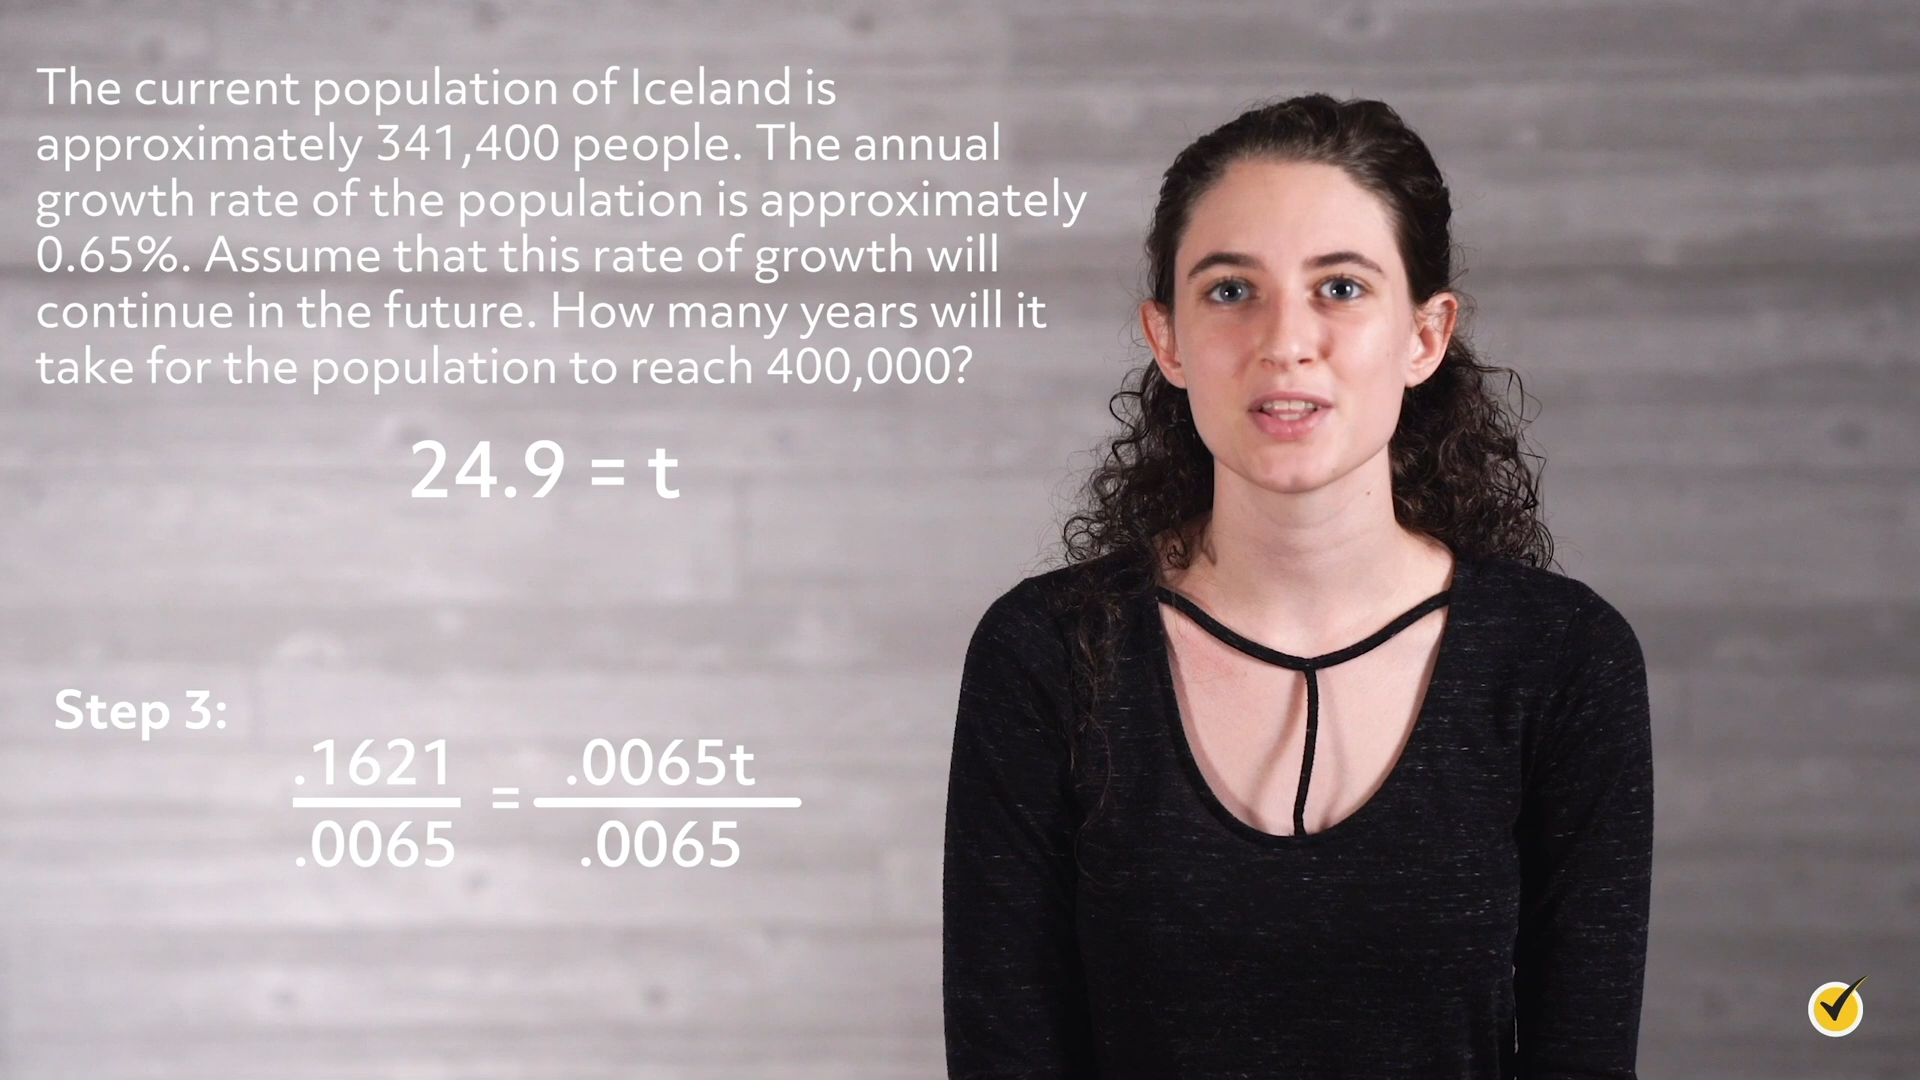 The current population of Iceland is
approximately 341,400 people. The annual
growth rate of the population is approximately
0.65%. Assume that this rate of growth will
continue in the future. How many years will it
take for the population to reach 400,000?
24.9 = t
Step 3:
.1621 = .0065t
.0065 .0065